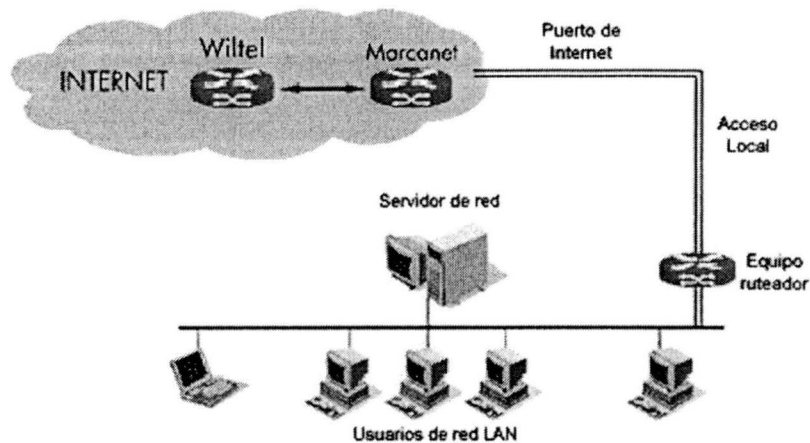 Wiltel
Marcanet
INTERNET
Puerto de
Internet
Acceso
Local
Servidor de red
Equipo
ruteador
Usuarios de red LAN